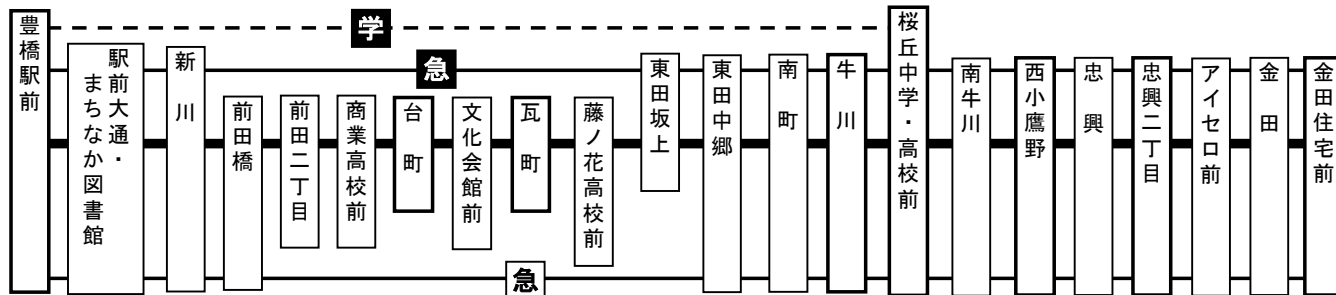 豊橋駅前
学
駅前大通・
まちなか図書館
新川
急
前田橋
前田二丁目
商業高校前
台町
文化会館前
瓦町
藤ノ花高校前
急
東田坂上
東田中郷
南町
牛川
桜丘中学・高校前
南牛川
西小鷹野
忠興
忠興二丁目
アイセロ前
金田
金田住宅前